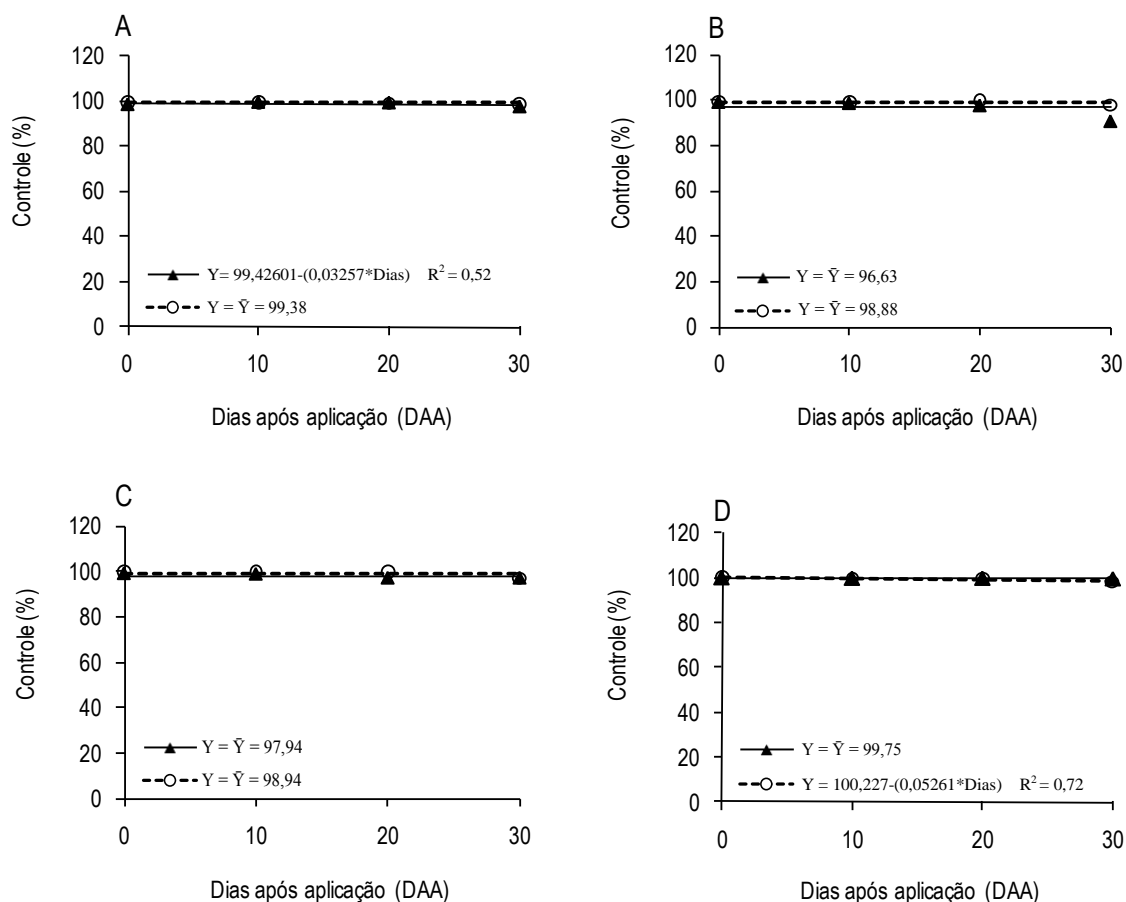 A
Controle (%)
120
100
80
60
40
20
0
0 10 20 30
Dias após aplicação (DAA)
Y= 99,42601-(0,03257*Dias) R² = 0,52
Y = Ȳ = 99,38
B
Controle (%)
120
100
80
60
40
20
0
0 10 20 30
Dias após aplicação (DAA)
Y = Ȳ = 96,63
Y = Ȳ = 98,88
C
Controle (%)
120
100
80
60
40
20
0
0 10 20 30
Dias após aplicação (DAA)
Y = Ȳ = 97,94
Y = Ȳ = 98,94
D
Controle (%)
120
100
80
60
40
20
0
0 10 20 30
Dias após aplicação (DAA)
Y = Ȳ = 99,75
Y = 100,227-(0,05261*Dias) R² = 0,72